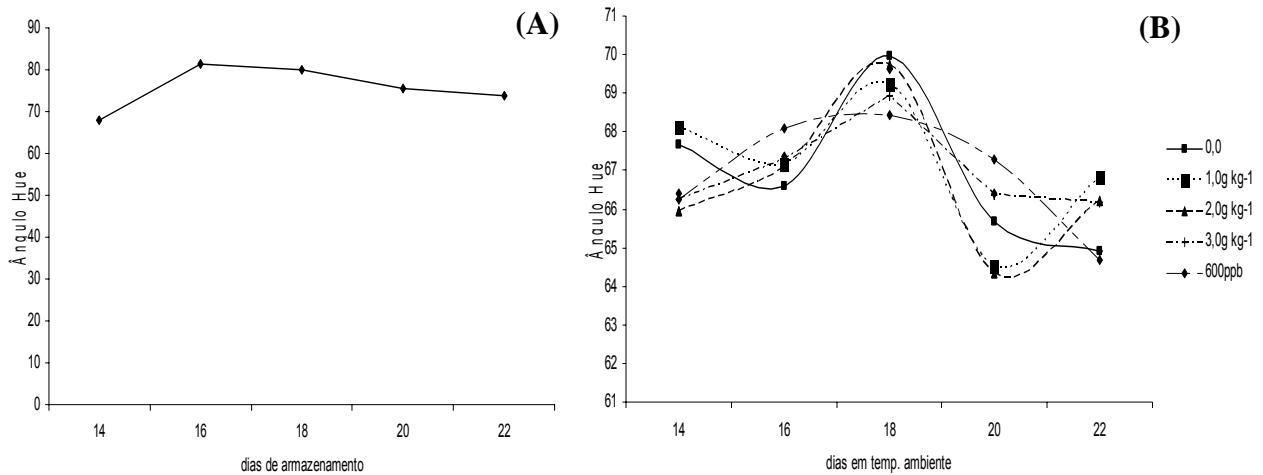 (A)
Ângulo Hue
90
80
70
60
50
40
30
20
10
0
14 16 18 20 22
dias de armazenamento
(B)
Ângulo Hue
71
70
69
68
67
66
65
64
63
62
61
14 16 18 20 22
dias em temp. ambiente
0,0
1,0g kg-1
2,0g kg-1
3,0g kg-1
600ppb